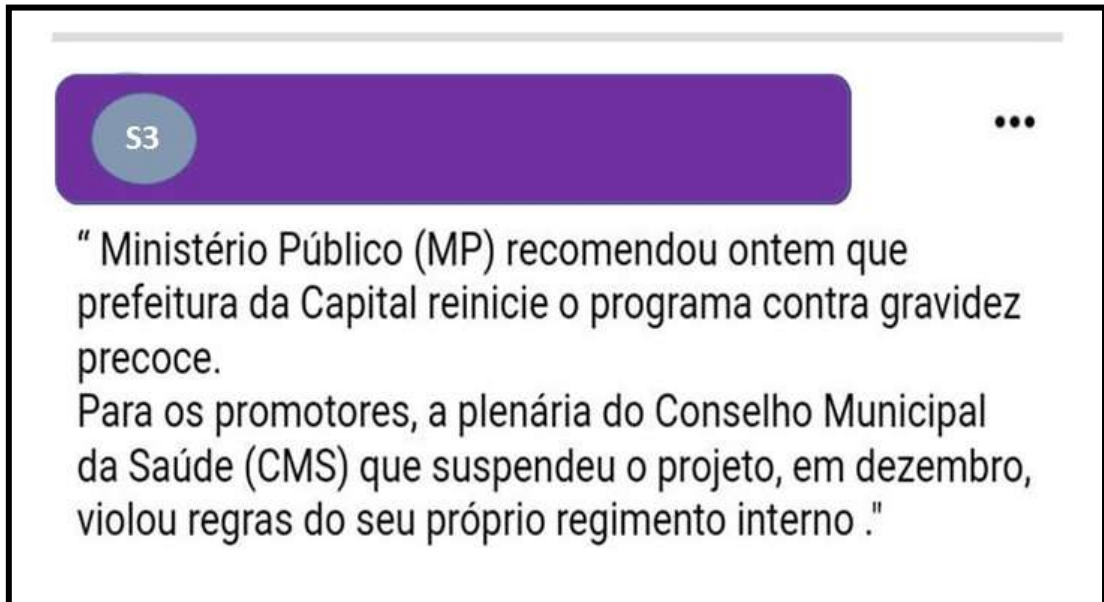 S3
“ Ministério Público (MP) recomendou ontem que
prefeitura da Capital reinicie o programa contra gravidez
precoce.
Para os promotores, a plenária do Conselho Municipal
da Saúde (CMS) que suspendeu o projeto, em dezembro,
violou regras do seu próprio regimento interno ."